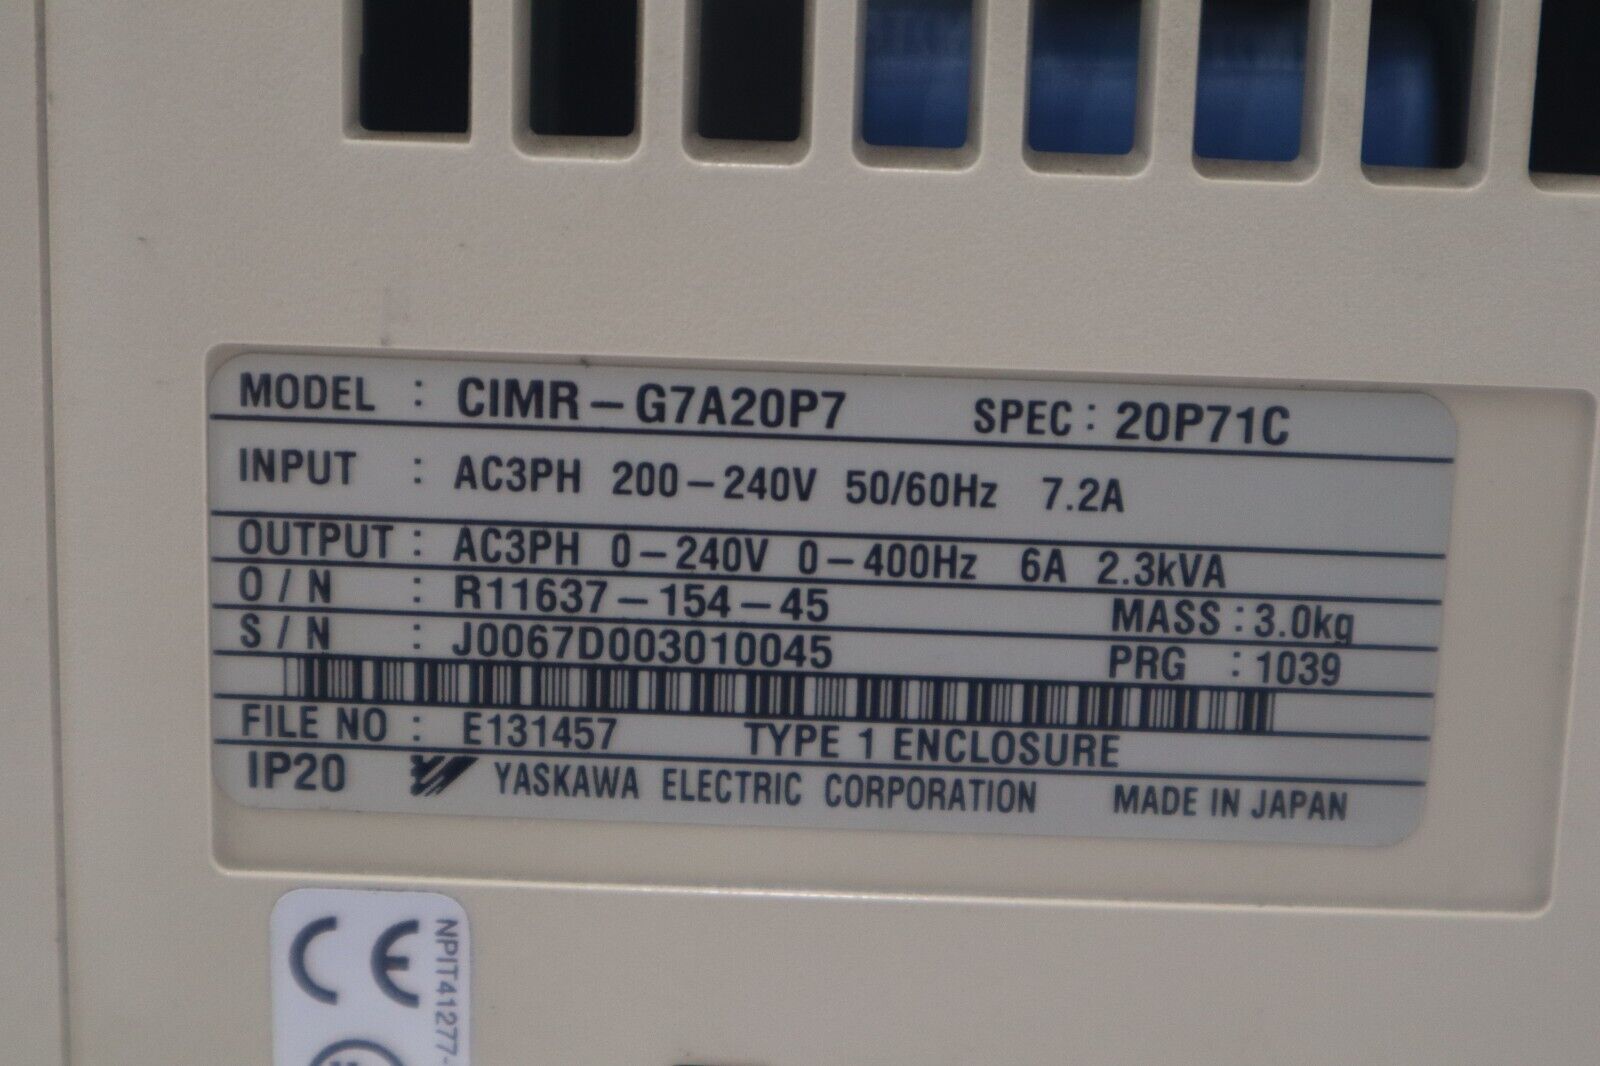 MODEL : CIMR-G7A20P7 SPEC: 20P71C
INPUT : AC3PH 200-240V 50/60Hz 7.2A
OUTPUT : AC3PH 0-240V 0-400Hz 6A 2.3kVA
O/N : R11637-154-45 MASS : 3.0kg
S/N : J0067D003010045 PRG : 1039
FILE NO : E131457 TYPE 1 ENCLOSURE
IP20 YASKAWA ELECTRIC CORPORATION MADE IN JAPAN
CE
NPIT41277-